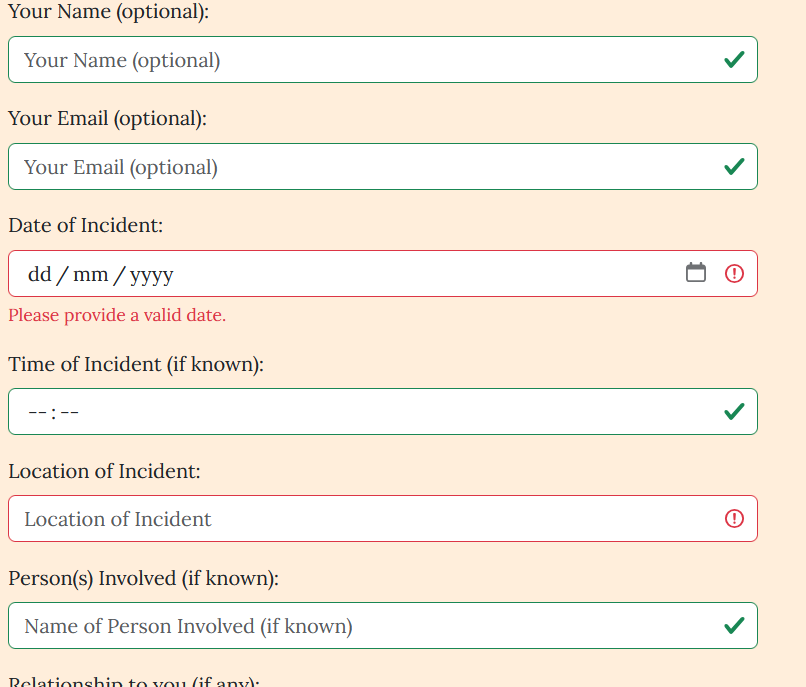 Your Name (optional):
Your Name (optional)
Your Email (optional):
Your Email (optional)
Date of Incident:
dd / mm / yyyy
Please provide a valid date.
Time of Incident (if known):
-- : --
Location of Incident:
Location of Incident
Person(s) Involved (if known):
Name of Person Involved (if known)
Relationship to you (if any):